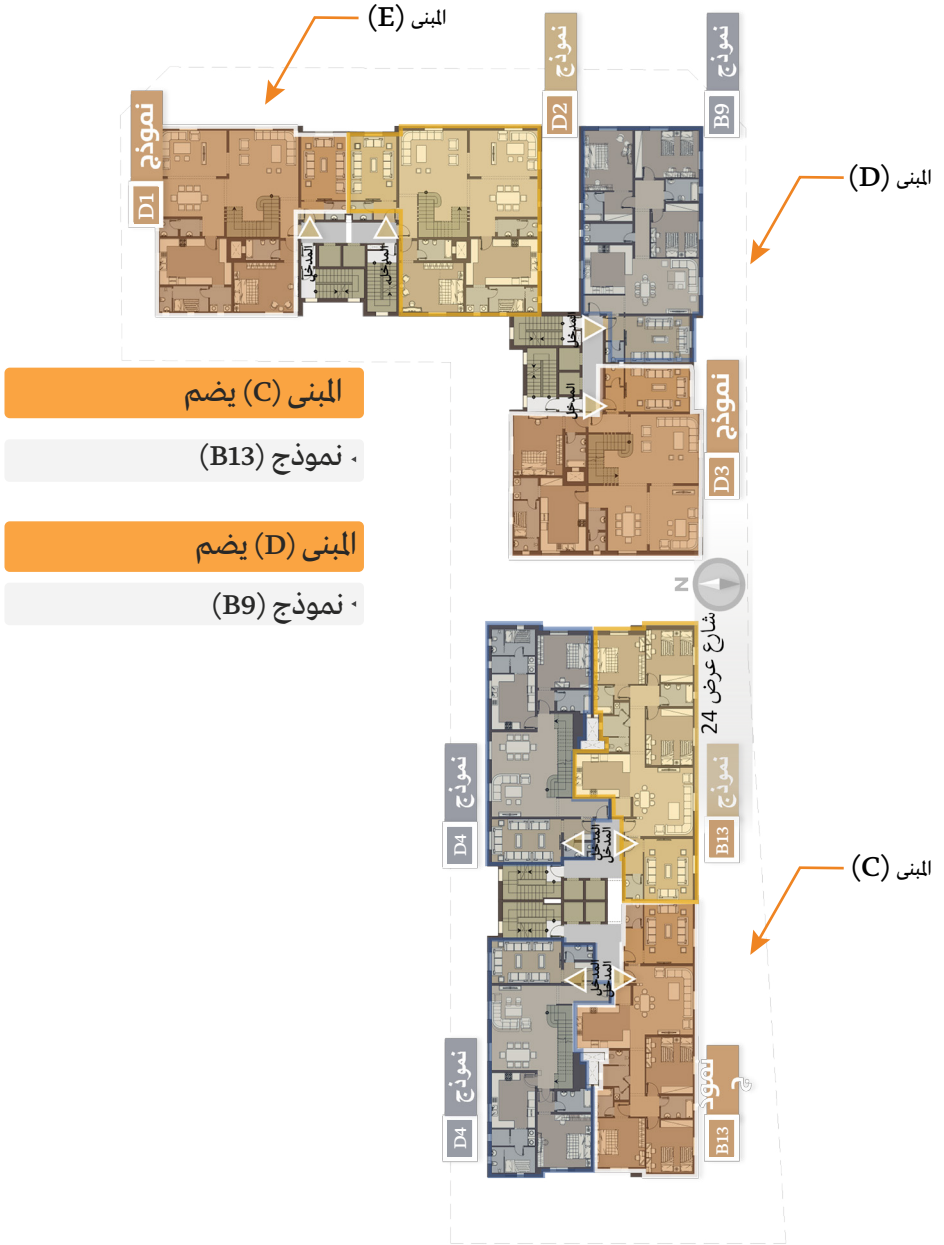 المبنى (E)
نموذج
D1
نموذج
D2
نموذج
B9
المبنى (D)
المدخل
المدخل
المدخل
المدخل
نموذج
D3
المبنى (C) يضم
نموذج (B13)
المبنى (D) يضم
نموذج (B9)
N
شارع عرض 24
نموذج
D4
نموذج
B13
المدخل
المدخل
المبنى (C)
المدخل
المدخل
نموذج
D4
نموذ
ج
B13